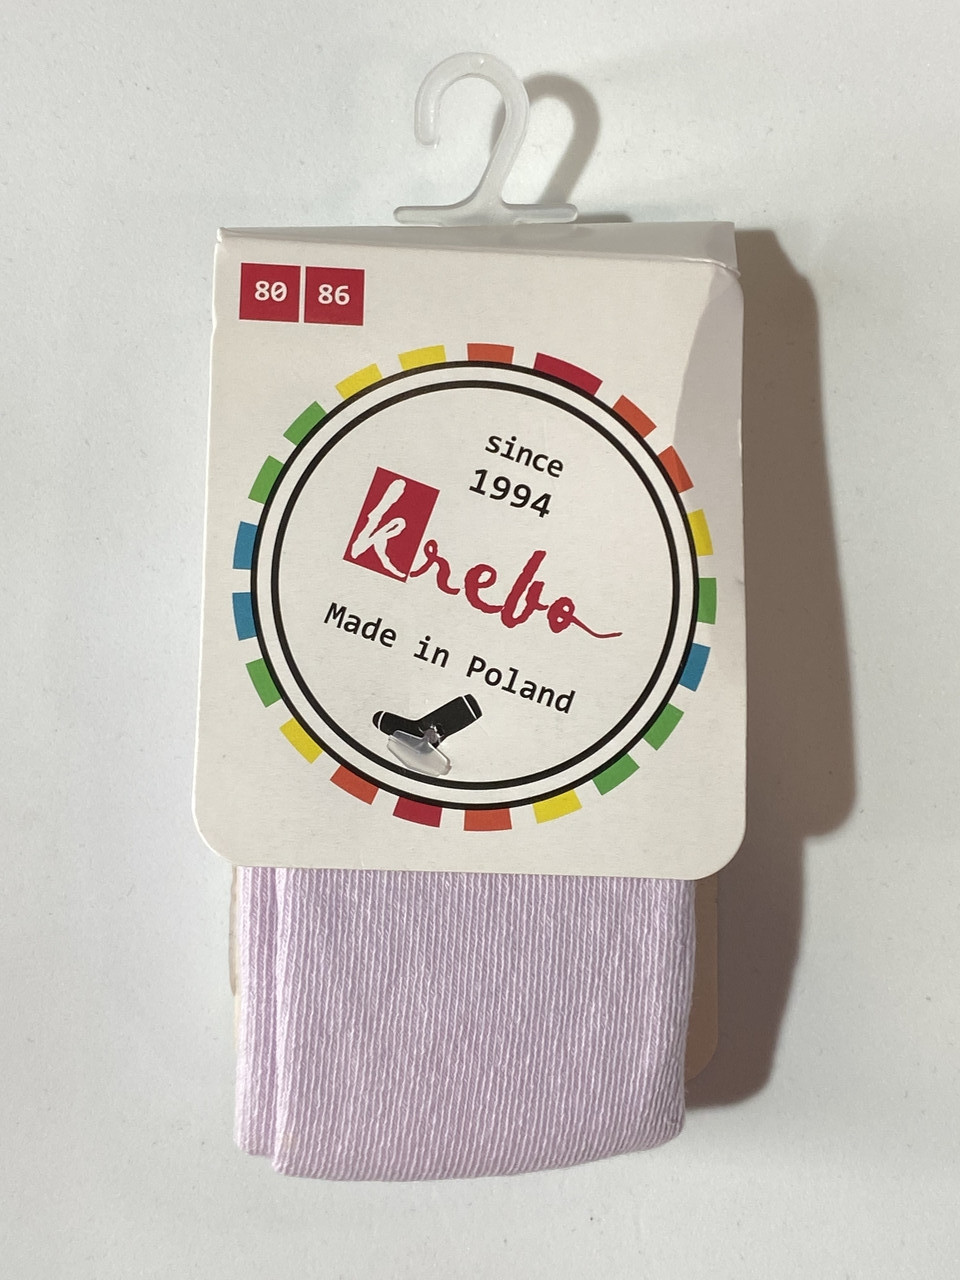 80 86
since
1994
krebo
Made in Poland